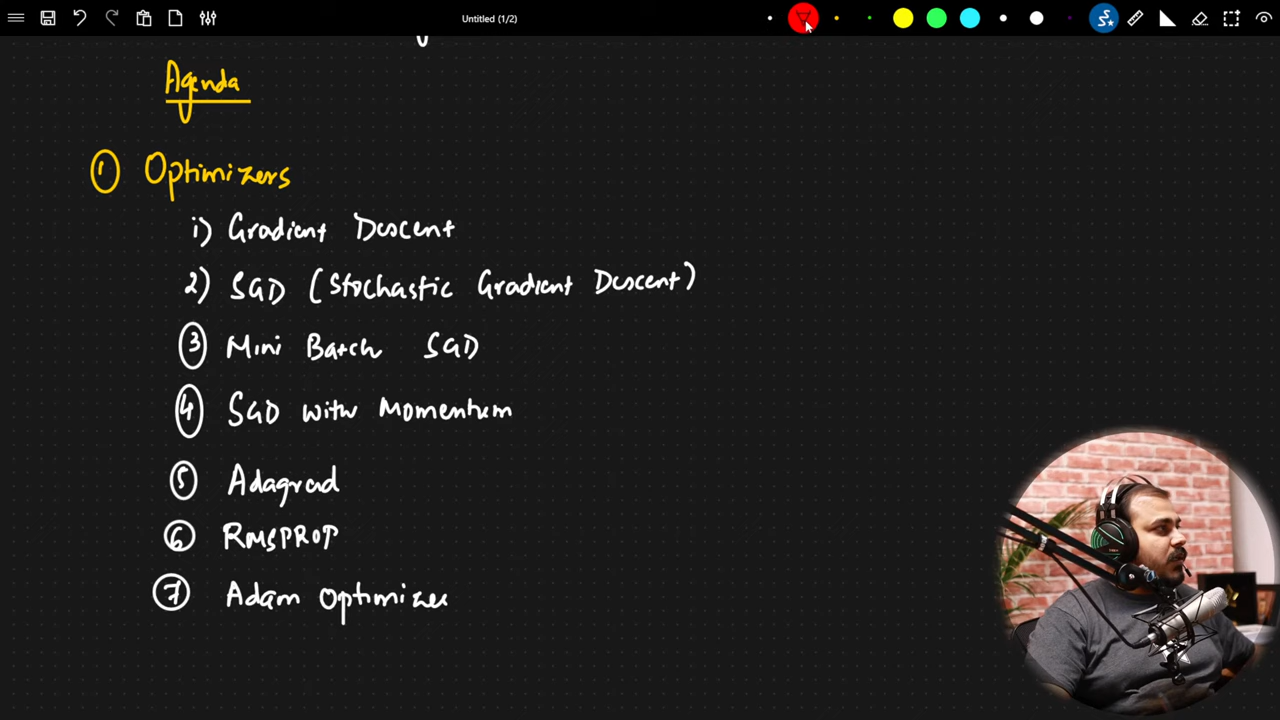 Untitled (1/2)
Agenda
① Optimizers
i) Gradient Descent
2) SGD (Stochastic Gradient Descent)
③ Mini Batch SGD
④ SGD with Momentum
⑤ Adagrad
⑥ RMSPROP
⑦ Adam Optimizer